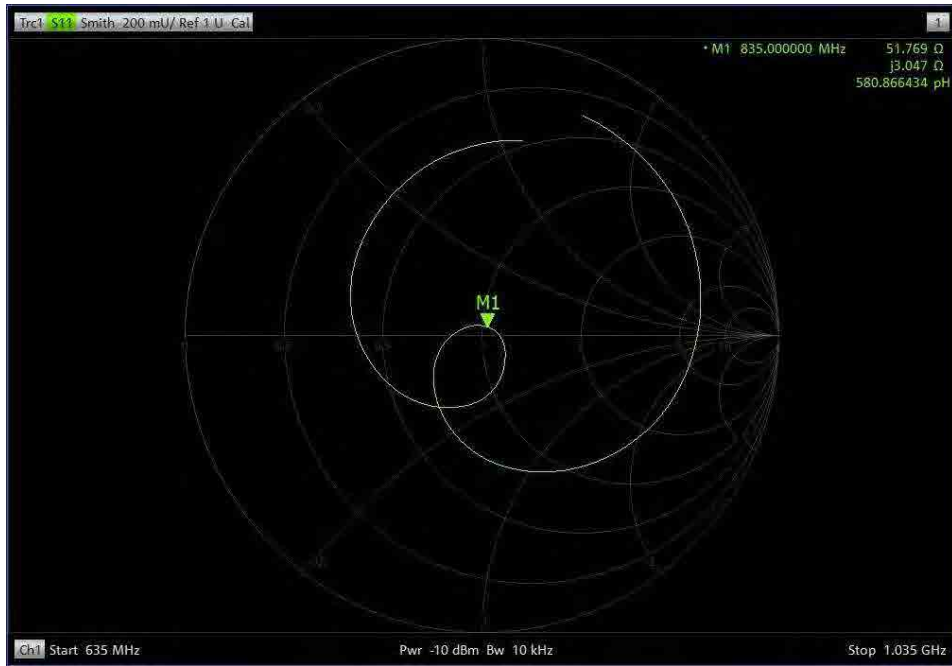 Trc1 S11 Smith 200 mU/ Ref 1 U Cal
1
• M1 835.000000 MHz 51.769 Ω
j3.047 Ω
580.866434 pH
M1
Ch1 Start 635 MHz Pwr -10 dBm Bw 10 kHz Stop 1.035 GHz